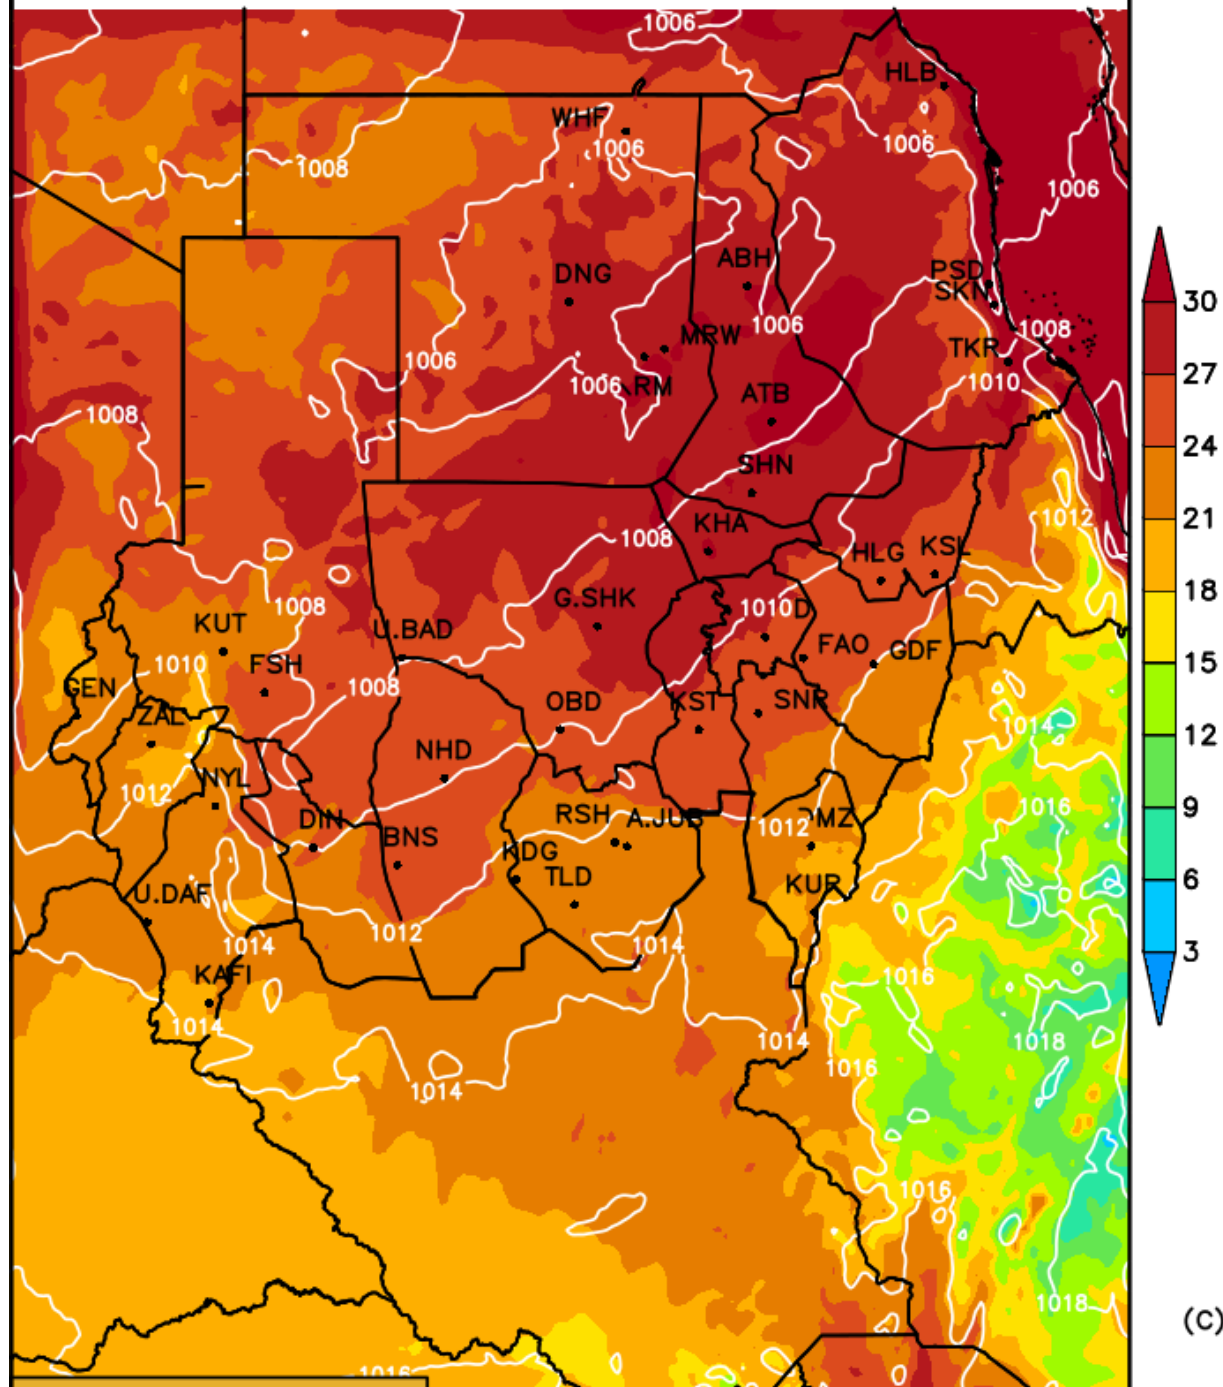 1006
HLB
WHF
1006
1006
1008
1006
ABH
PSD
DNG
SKN
30
1006
1008
MRW
TKR
1006
27
1006
RM
1010
ATB
1008
24
SHN
1012
21
KHA
1008
HLG
KSL
18
G.SHK
1008
1010
D
KUT
U.BAD
FAO
GDF
15
1010
FSH
GEN
1008
OBD
KST
SNR
ZAL
1014
12
NHD
NYL
1012
1016
9
DIN
RSH
A.JUB
1012
MZ
BNS
KDG
TLD
KUR
6
U.DAF
1012
1014
1014
3
KAFI
1016
1014
1014
1018
1016
1014
1016
1018
(C)
1016